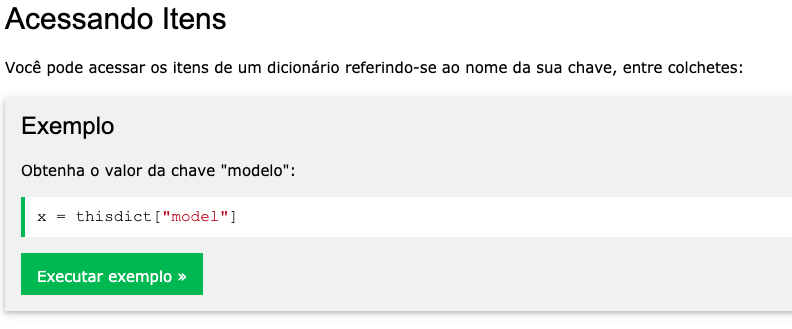 Acessando Itens
Você pode acessar os itens de um dicionário referindo-se ao nome da sua chave, entre colchetes:
Exemplo
Obtenha o valor da chave "modelo":
x = thisdict["model"]
Executar exemplo »